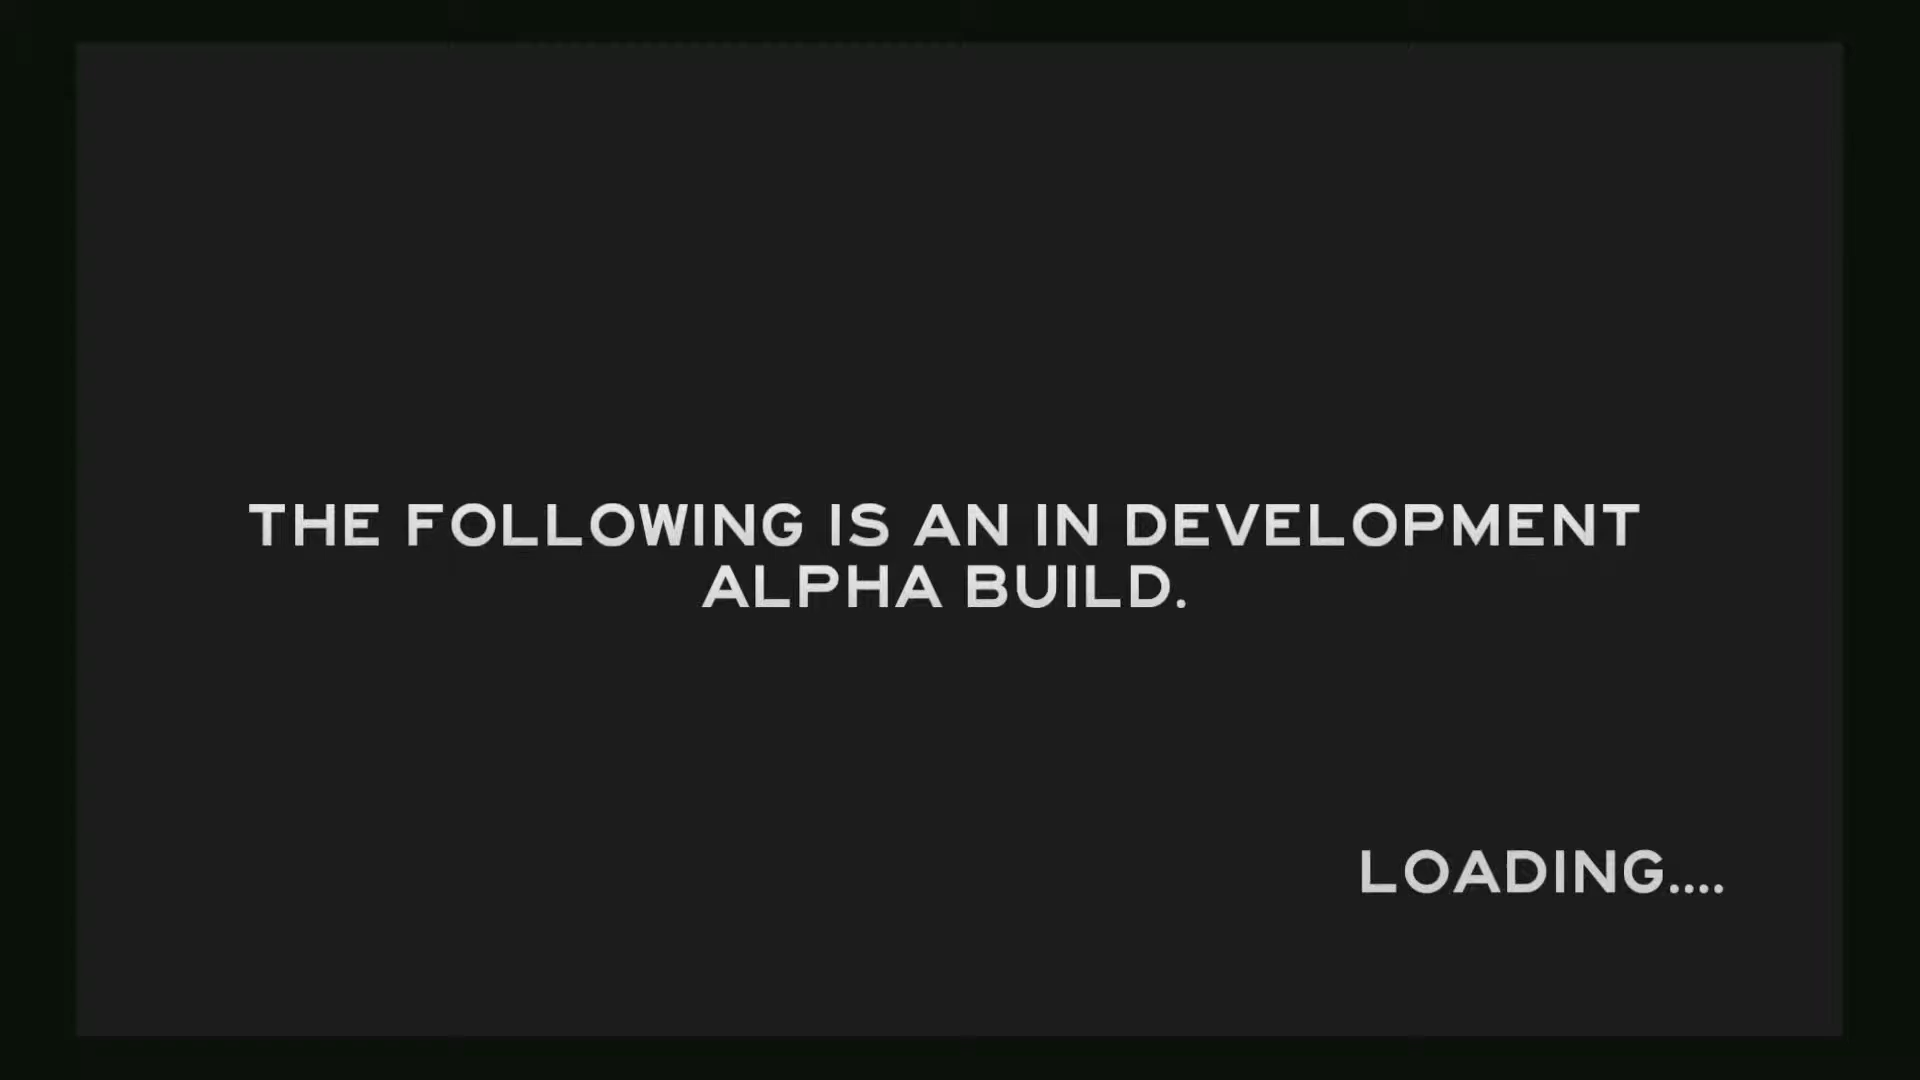 THE FOLLOWING IS AN IN DEVELOPMENT
ALPHA BUILD.
LOADING....